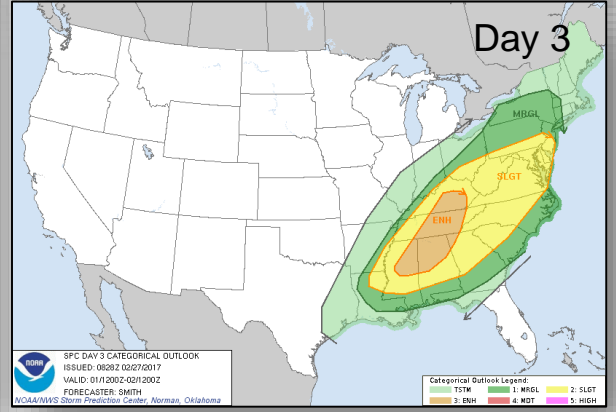 Day 3
MRGL
SLGT
ENH
NOAA
SPC DAY 3 CATEGORICAL OUTLOOK
ISSUED: 0828Z 02/27/2017
VALID: 01/1200Z-02/1200Z
FORECASTER: SMITH
NOAA/NWS Storm Prediction Center, Norman, Oklahoma
Categorical Outlook Legend:
TSTM 1: MRGL 2: SLGT
3: ENH 4: MDT 5: HIGH